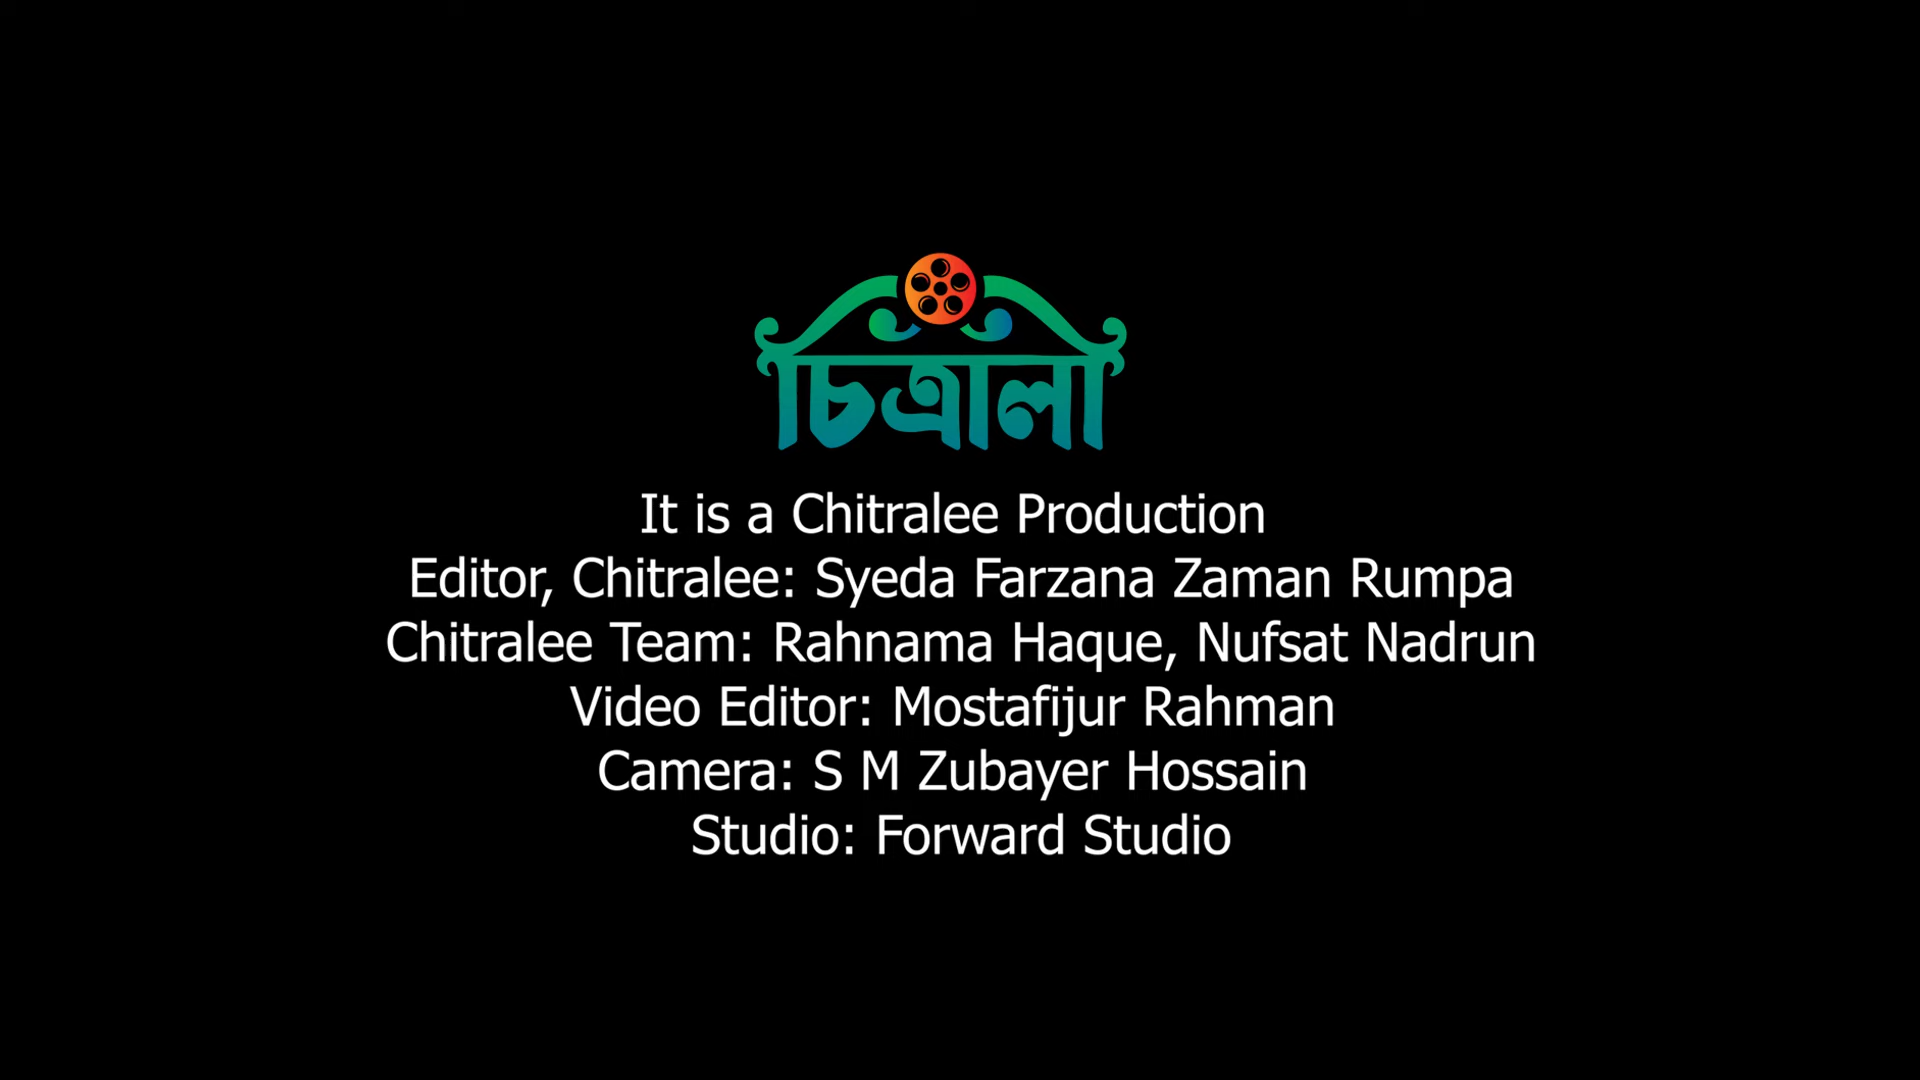 চিত্রালী
It is a Chitralee Production
Editor, Chitralee: Syeda Farzana Zaman Rumpa
Chitralee Team: Rahnama Haque, Nufsat Nadrun
Video Editor: Mostafijur Rahman
Camera: S M Zubayer Hossain
Studio: Forward Studio